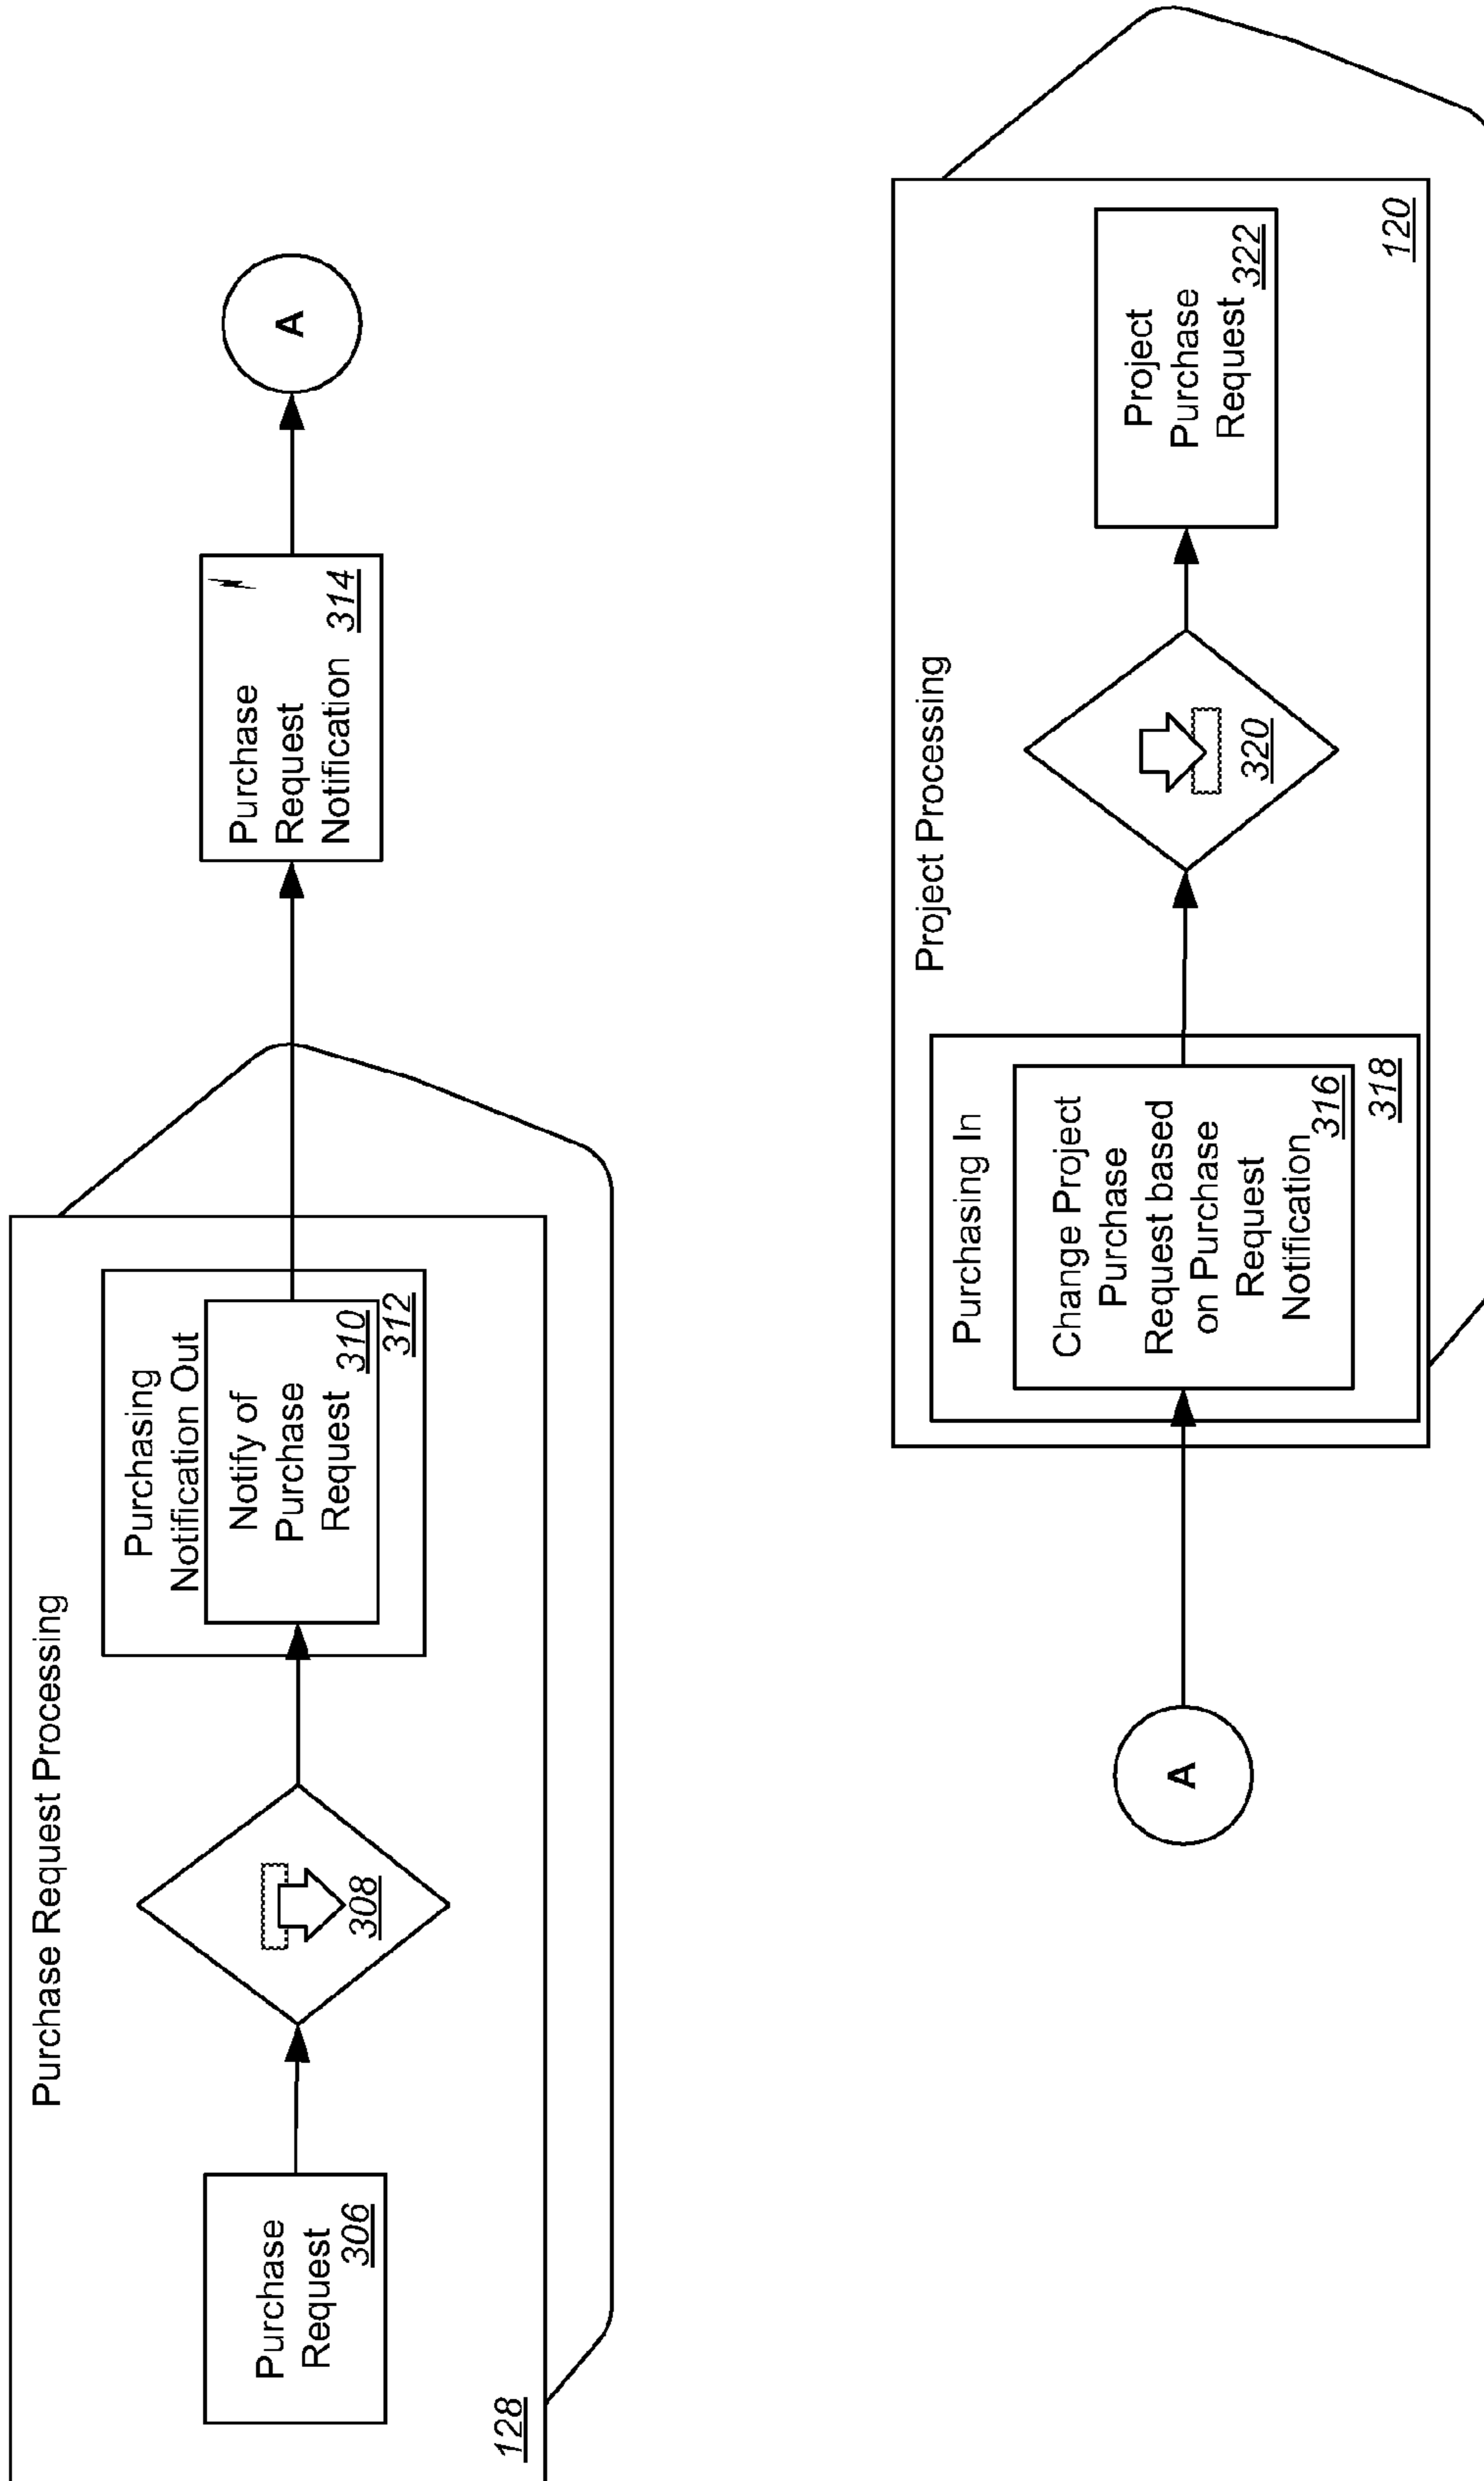 Purchase Request Processing
Purchase
Request
306
308
Purchasing
Notification Out
Notify of
Purchase
Request
310
312
128
Purchase
Request
Notification
314
A
A
Project Processing
Purchasing In
Change Project
Purchase
Request based
on Purchase
Request
Notification
316
318
320
Project
Purchase
Request
322
120